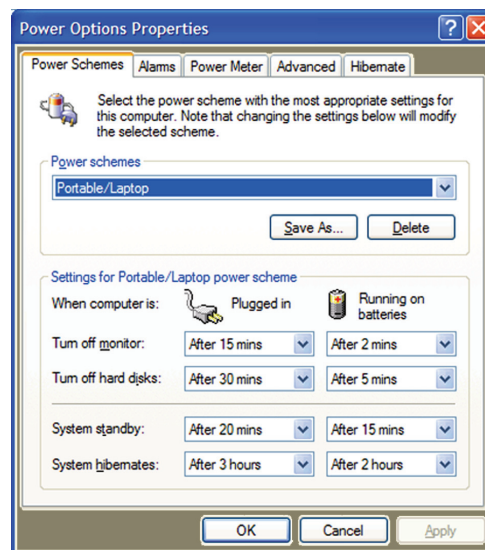 Power Options Properties
Power Schemes Alarms Power Meter Advanced Hibernate
Select the power scheme with the most appropriate settings for
this computer. Note that changing the settings below will modify
the selected scheme.
Power schemes
Portable/Laptop
Save As... Delete
Settings for Portable/Laptop power scheme
When computer is: Plugged in Running on
batteries
Turn off monitor: After 15 mins After 2 mins
Turn off hard disks: After 30 mins After 5 mins
System standby: After 20 mins After 15 mins
System hibernates: After 3 hours After 2 hours
OK Cancel Apply